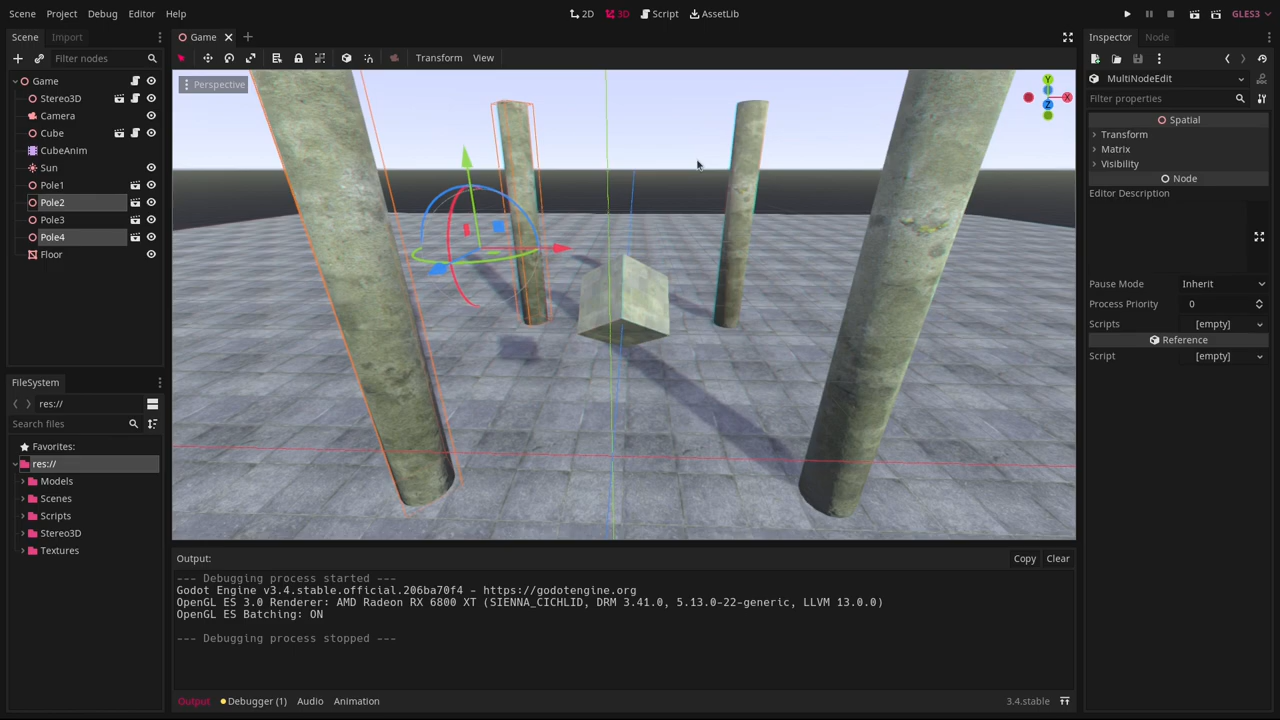 Scene Project Debug Editor Help
2D 3D Script AssetLib
GLES3
Scene Import
Filter nodes
Game
Stereo3D
Camera
Cube
CubeAnim
Sun
Pole1
Pole2
Pole3
Pole4
Floor
FileSystem
res://
Search files
Favorites:
res://
Models
Scenes
Scripts
Stereo3D
Textures
Game
Transform View
Perspective
Y
X
Z
Output:
Copy Clear
--- Debugging process started ---
Godot Engine v3.4.stable.official.206ba70f4 - https://godotengine.org
OpenGL ES 3.0 Renderer: AMD Radeon RX 6800 XT (SIENNA_CICHLID, DRM 3.41.0, 5.13.0-22-generic, LLVM 13.0.0)
OpenGL ES Batching: ON
--- Debugging process stopped ---
Output Debugger (1) Audio Animation
3.4.stable
Inspector Node
MultiNodeEdit
Filter properties
Spatial
Transform
Matrix
Visibility
Node
Editor Description
Pause Mode Inherit
Process Priority 0
Scripts [empty]
Reference
Script [empty]